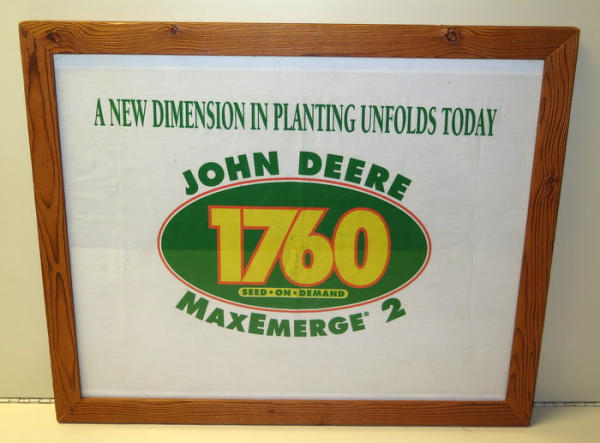 A NEW DIMENSION IN PLANTING UNFOLDS TODAY
JOHN DEERE
1760
SEED • ON • DEMAND
MAXEMERGE® 2